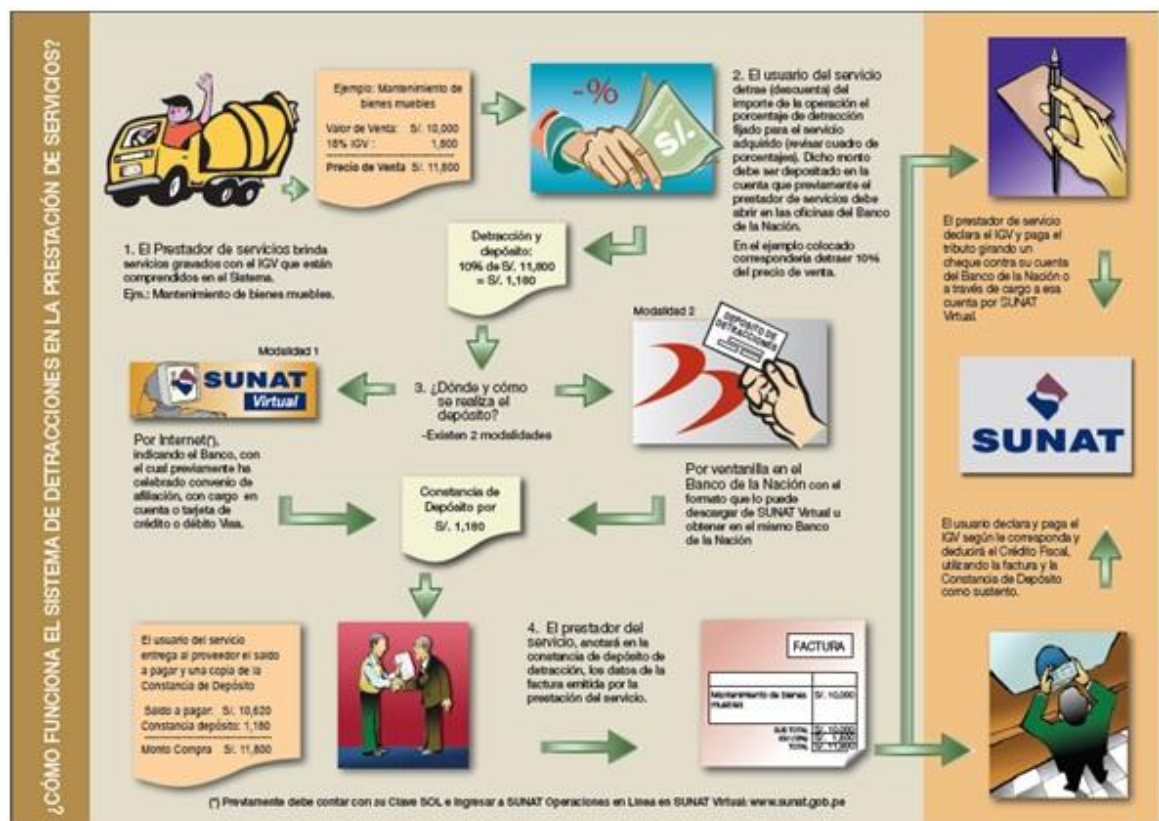 ¿CÓMO FUNCIONA EL SISTEMA DE DETRACCIONES EN LA PRESTACIÓN DE SERVICIOS?
Ejemplo: Mantenimiento de
bienes muebles
Valor de Venta: S/. 10,000
18% IGV : 1,800
Precio de Venta S/. 11,800
1. El Prestador de servicios brinda
servicios gravados con el IGV que están
comprendidos en el Sistema.
Ejm.: Mantenimiento de bienes muebles.
-%
S/.
2. El usuario del servicio
detrae (descuenta) del
importe de la operación el
porcentaje de detracción
fijado para el servicio
adquirido (revisar cuadro de
porcentajes). Dicho monto
debe ser depositado en la
cuenta que previamente el
prestador de servicios debe
abrir en las oficinas del Banco
de la Nación.
En el ejemplo colocado
correspondería detraer 10%
del precio de venta.
Detracción y
depósito:
10% de S/. 11,800
= S/. 1,180
3. ¿Dónde y cómo
se realiza el
depósito?
-Existen 2 modalidades
Modalidad 1
SUNAT
Virtual
Por Internet(*),
indicando el Banco, con
el cual previamente ha
celebrado convenio de
afiliación, con cargo en
cuenta o tarjeta de
crédito o débito Visa.
Modalidad 2
DEPOSITO DE
DETRACCIONES
Por ventanilla en el
Banco de la Nación con el
formato que lo puede
descargar de SUNAT Virtual u
obtener en el mismo Banco
de la Nación
Constancia de
Depósito por
S/. 1,180
El usuario del servicio
entrega al proveedor el saldo
a pagar y una copia de la
Constancia de Depósito
Saldo a pagar: S/. 10,620
Constancia depósito: 1,180
Monto Compra S/. 11,800
4. El prestador del
servicio, anotará en la
constancia de depósito de
detracción, los datos de la
factura emitida por la
prestación del servicio.
FACTURA
Mantenimiento de bienes
muebles S/. 10,000
SUB TOTAL S/. 10,000
IGV (18%) S/. 1,800
TOTAL S/. 11,800
El prestador de servicio
declara el IGV y paga el
tributo girando un
cheque contra su cuenta
del Banco de la Nación o
a través de cargo a esa
cuenta por SUNAT
Virtual.
SUNAT
El usuario declara y paga el
IGV según le corresponda y
deducirá el Crédito Fiscal,
utilizando la factura y la
Constancia de Depósito
como sustento.
(*) Previamente debe contar con su Clave SOL e ingresar a SUNAT Operaciones en Línea en SUNAT Virtual: www.sunat.gob.pe